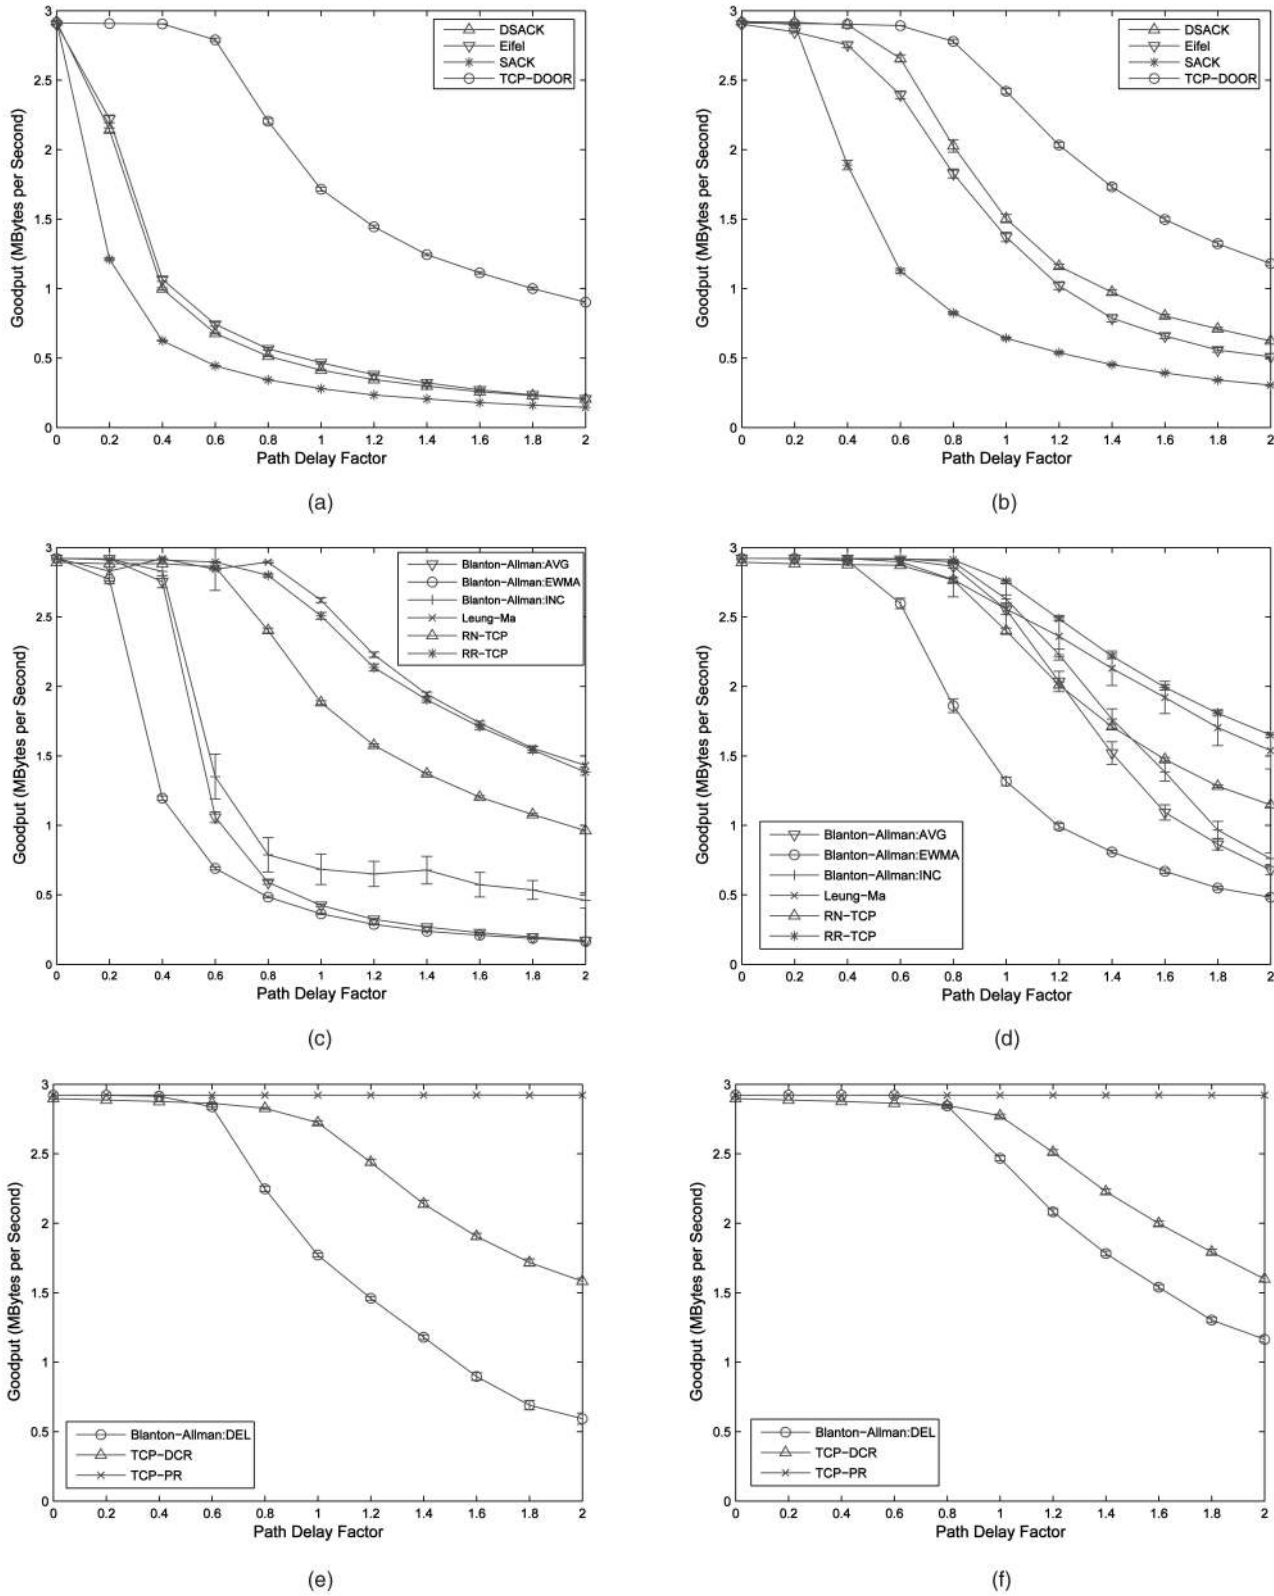 3
2.5
2
1.5
1
0.5
0
Goodput (MBytes per Second)
DSACK
Eifel
SACK
TCP-DOOR
0 0.2 0.4 0.6 0.8 1 1.2 1.4 1.6 1.8 2
Path Delay Factor
(a)
3
2.5
2
1.5
1
0.5
0
Goodput (MBytes per Second)
DSACK
Eifel
SACK
TCP-DOOR
0 0.2 0.4 0.6 0.8 1 1.2 1.4 1.6 1.8 2
Path Delay Factor
(b)
3
2.5
2
1.5
1
0.5
0
Goodput (MBytes per Second)
Blanton-Allman:AVG
Blanton-Allman:EWMA
Blanton-Allman:INC
Leung-Ma
RN-TCP
RR-TCP
0 0.2 0.4 0.6 0.8 1 1.2 1.4 1.6 1.8 2
Path Delay Factor
(c)
3
2.5
2
1.5
1
0.5
0
Goodput (MBytes per Second)
Blanton-Allman:AVG
Blanton-Allman:EWMA
Blanton-Allman:INC
Leung-Ma
RN-TCP
RR-TCP
0 0.2 0.4 0.6 0.8 1 1.2 1.4 1.6 1.8 2
Path Delay Factor
(d)
3
2.5
2
1.5
1
0.5
0
Goodput (MBytes per Second)
Blanton-Allman:DEL
TCP-DCR
TCP-PR
0 0.2 0.4 0.6 0.8 1 1.2 1.4 1.6 1.8 2
Path Delay Factor
(e)
3
2.5
2
1.5
1
0.5
0
Goodput (MBytes per Second)
Blanton-Allman:DEL
TCP-DCR
TCP-PR
0 0.2 0.4 0.6 0.8 1 1.2 1.4 1.6 1.8 2
Path Delay Factor
(f)